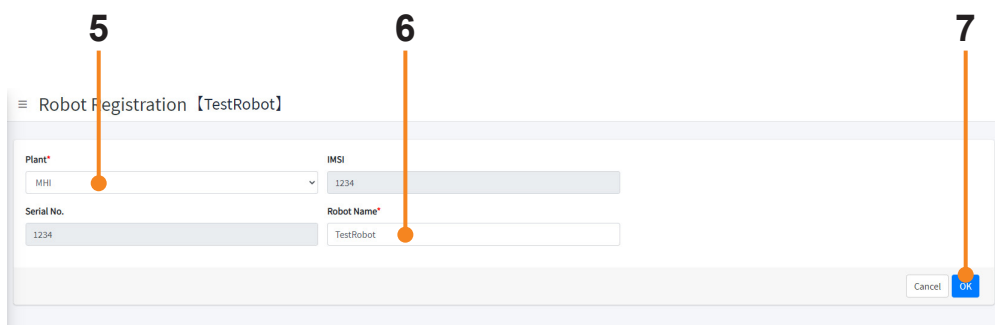 5 6 7
≡ Robot Registration【TestRobot】
Plant* IMSI
MHI 1234
Serial No. Robot Name*
1234 TestRobot
Cancel OK